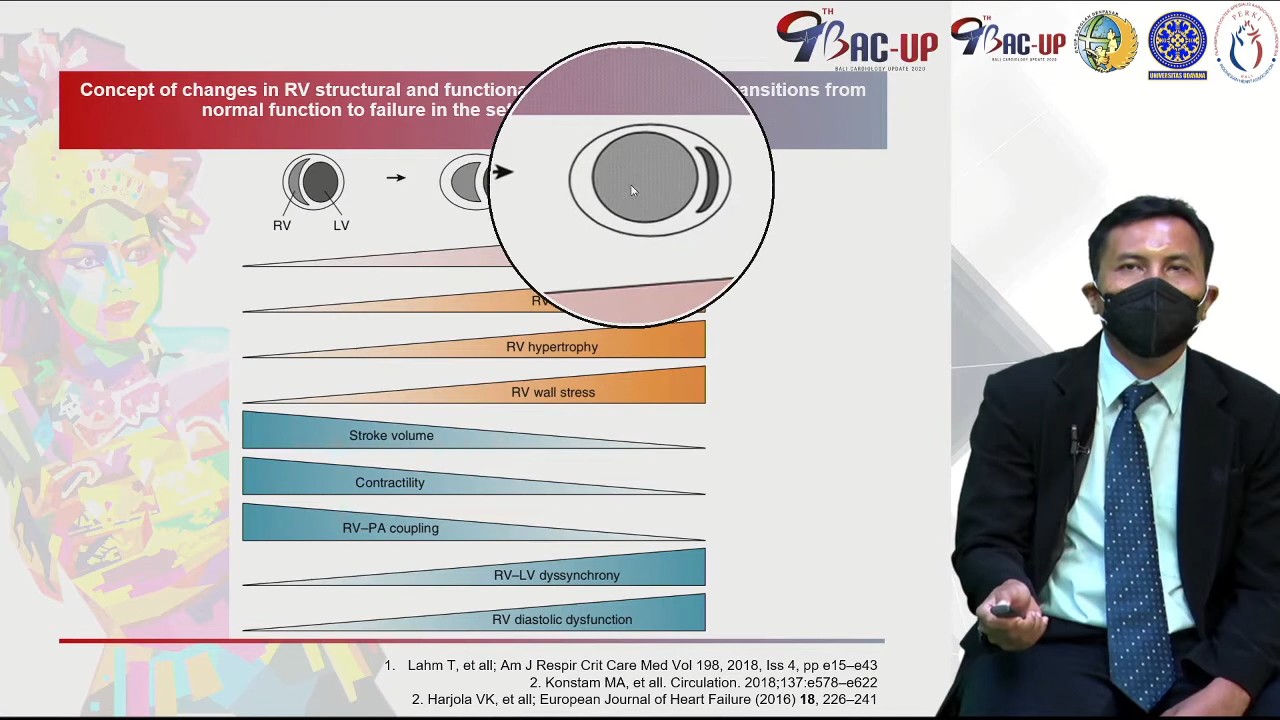 9TH BAC-UP
BALI CARDIOLOGY UPDATE 2020
9TH BAC-UP
BALI CARDIOLOGY UPDATE 2020
UNIVERSITAS UDAYANA
PERKI
BALI
Concept of changes in RV structural and functiona
ansitions from
normal function to failure in the se
RV
LV
RV
RV hypertrophy
RV wall stress
Stroke volume
Contractility
RV–PA coupling
RV–LV dyssynchrony
RV diastolic dysfunction
1. Lahm T, et all; Am J Respir Crit Care Med Vol 198, 2018, Iss 4, pp e15–e43
2. Konstam MA, et all. Circulation. 2018;137:e578–e622
2. Harjola VK, et all; European Journal of Heart Failure (2016) 18, 226–241